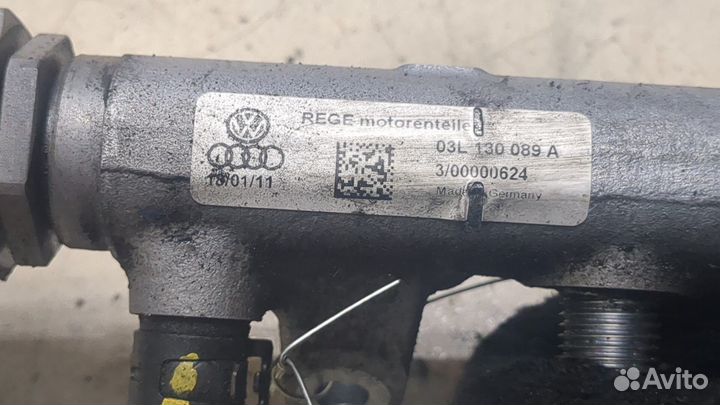 REGE motorenteile
03L 130 089 A
18/01/11
3/00000624
Made in Germany
Avito